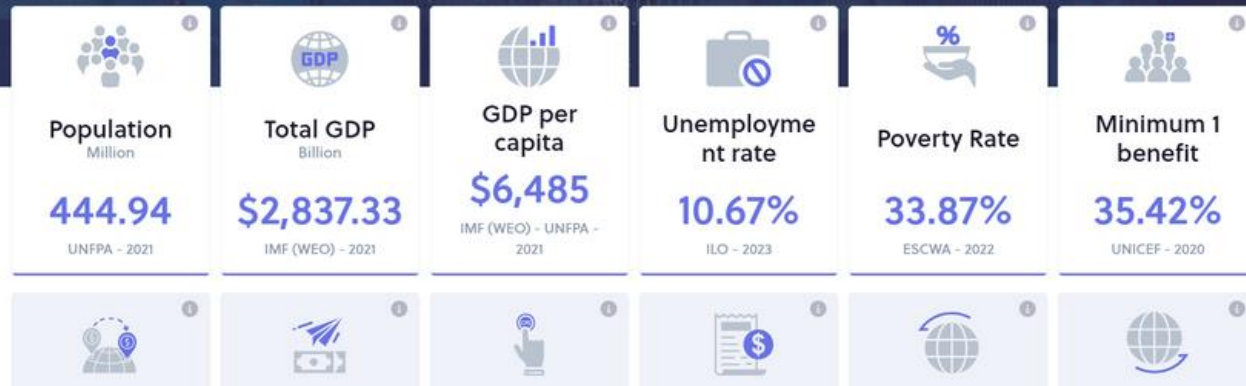 Population
Million
444.94
UNFPA - 2021
Total GDP
Billion
$2,837.33
IMF (WEO) - 2021
GDP per
capita
$6,485
IMF (WEO) - UNFPA -
2021
Unemployme
nt rate
10.67%
ILO - 2023
%
Poverty Rate
33.87%
ESCWA - 2022
Minimum 1
benefit
35.42%
UNICEF - 2020
GDP
$
$